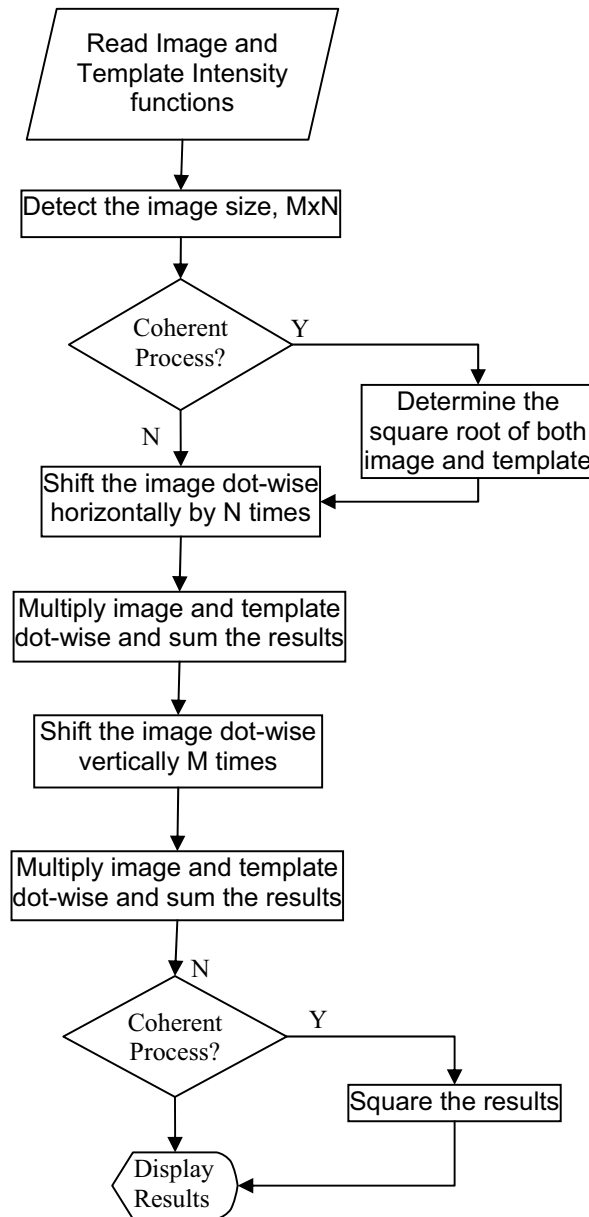 Read Image and
Template Intensity
functions
Detect the image size, MxN
Coherent
Process?
Y
N
Determine the
square root of both
image and template
Shift the image dot-wise
horizontally by N times
Multiply image and template
dot-wise and sum the results
Shift the image dot-wise
vertically M times
Multiply image and template
dot-wise and sum the results
N
Coherent
Process?
Y
Square the results
Display
Results